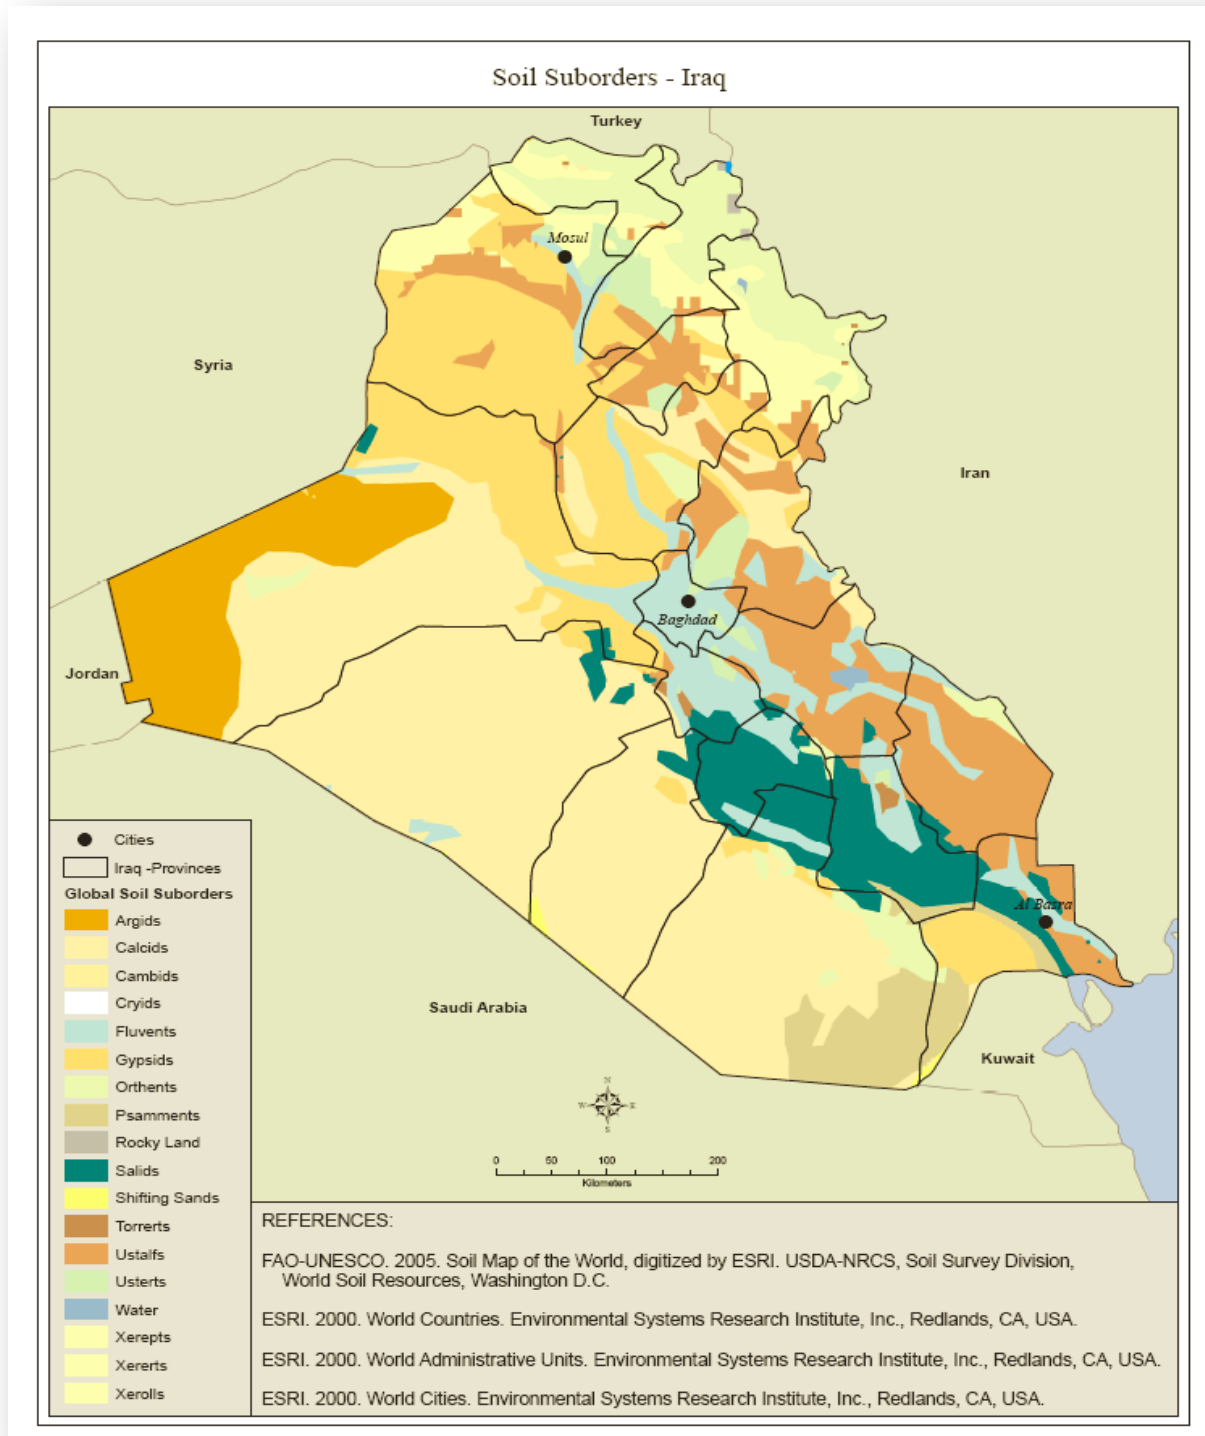 Soil Suborders - Iraq
Turkey
Mosul
Syria
Iran
Baghdad
Jordan
Al Basra
Saudi Arabia
Kuwait
N
W
E
S
0 50 100 200
Kilometers
Cities
Iraq -Provinces
Global Soil Suborders
Argids
Calcids
Cambids
Cryids
Fluvents
Gypsids
Orthents
Psamments
Rocky Land
Salids
Shifting Sands
Torrerts
Ustalfs
Usterts
Water
Xerepts
Xererts
Xerolls
REFERENCES:
FAO-UNESCO. 2005. Soil Map of the World, digitized by ESRI. USDA-NRCS, Soil Survey Division,
World Soil Resources, Washington D.C.
ESRI. 2000. World Countries. Environmental Systems Research Institute, Inc., Redlands, CA, USA.
ESRI. 2000. World Administrative Units. Environmental Systems Research Institute, Inc., Redlands, CA, USA.
ESRI. 2000. World Cities. Environmental Systems Research Institute, Inc., Redlands, CA, USA.